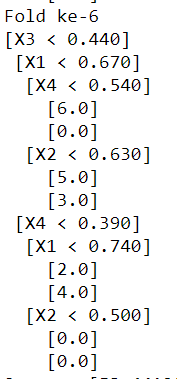 Fold ke-6
[X3 < 0.440]
[X1 < 0.670]
[X4 < 0.540]
[6.0]
[0.0]
[X2 < 0.630]
[5.0]
[3.0]
[X4 < 0.390]
[X1 < 0.740]
[2.0]
[4.0]
[X2 < 0.500]
[0.0]
[0.0]